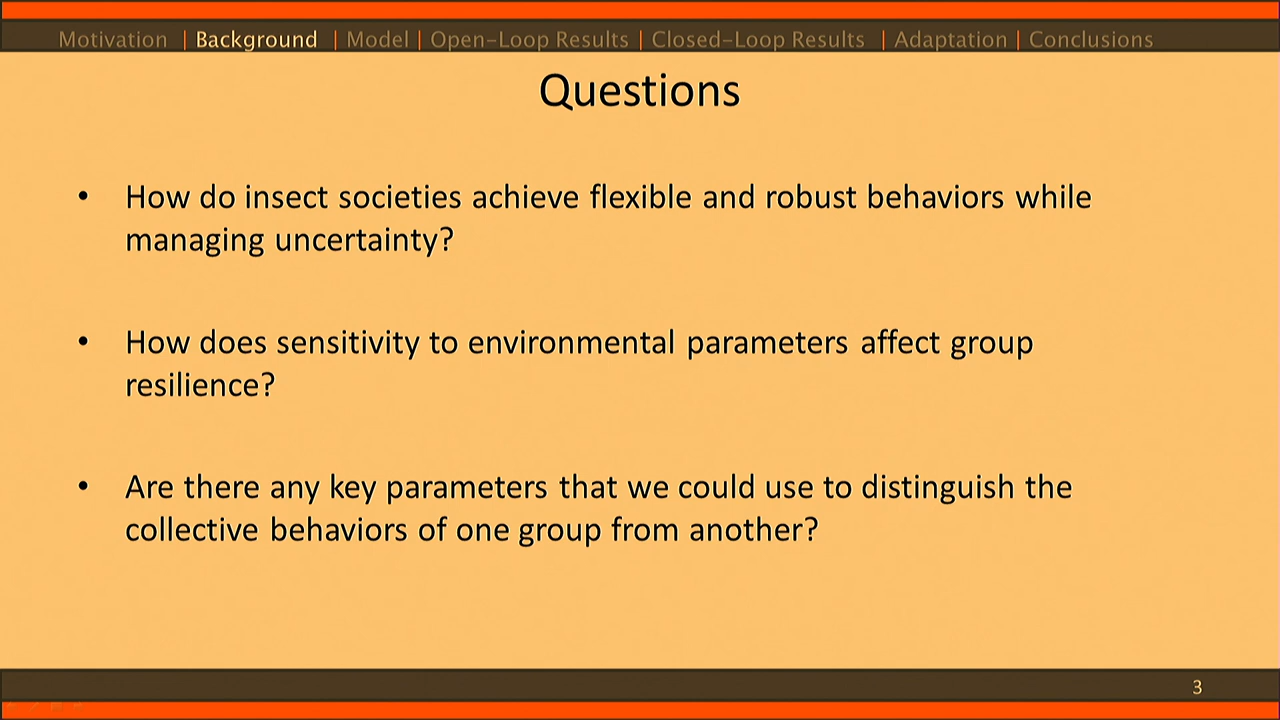 Motivation | Background | Model | Open-Loop Results | Closed-Loop Results | Adaptation | Conclusions
Questions
• How do insect societies achieve flexible and robust behaviors while
managing uncertainty?
• How does sensitivity to environmental parameters affect group
resilience?
• Are there any key parameters that we could use to distinguish the
collective behaviors of one group from another?
3